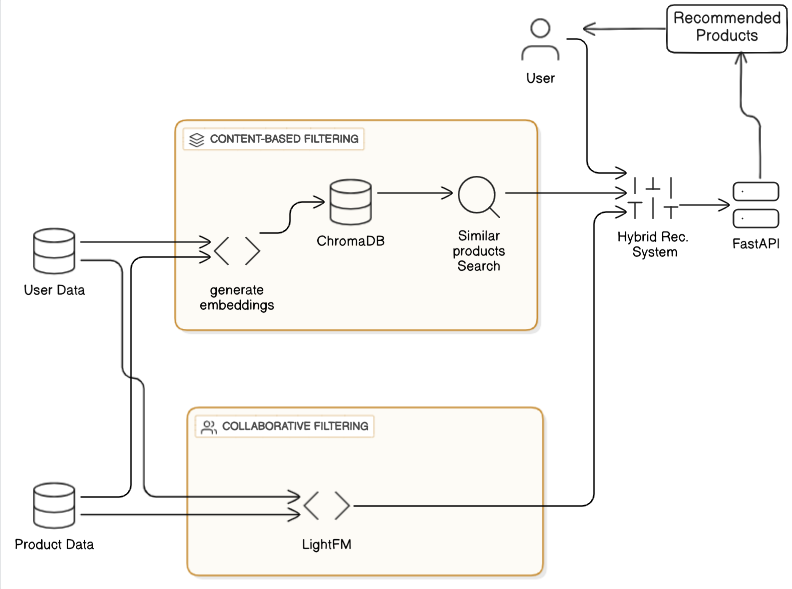 Recommended
Products
User
CONTENT-BASED FILTERING
ChromaDB
Similar
products
Search
Hybrid Rec.
System
FastAPI
User Data
generate
embeddings
COLLABORATIVE FILTERING
Product Data
LightFM